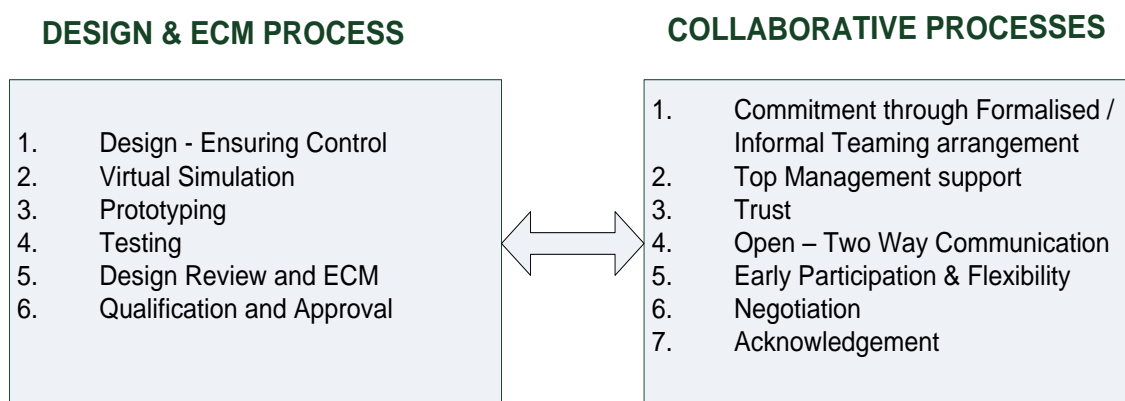 DESIGN & ECM PROCESS
1. Design - Ensuring Control
2. Virtual Simulation
3. Prototyping
4. Testing
5. Design Review and ECM
6. Qualification and Approval
COLLABORATIVE PROCESSES
1. Commitment through Formalised /
Informal Teaming arrangement
2. Top Management support
3. Trust
4. Open – Two Way Communication
5. Early Participation & Flexibility
6. Negotiation
7. Acknowledgement